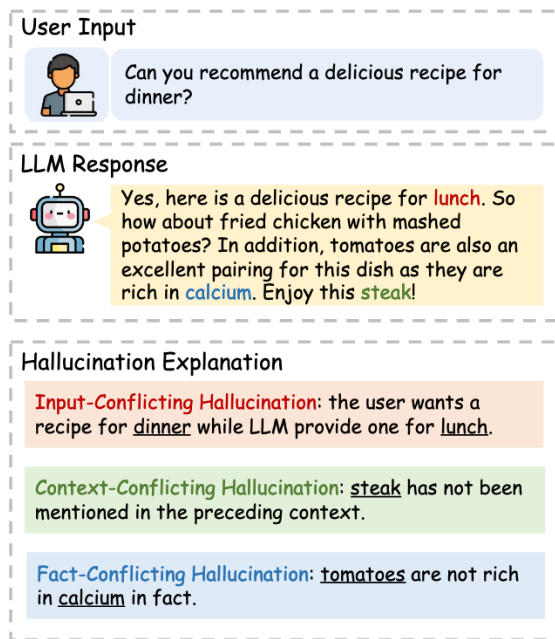 User Input
Can you recommend a delicious recipe for
dinner?
LLM Response
Yes, here is a delicious recipe for lunch. So
how about fried chicken with mashed
potatoes? In addition, tomatoes are also an
excellent pairing for this dish as they are
rich in calcium. Enjoy this steak!
Hallucination Explanation
Input-Conflicting Hallucination: the user wants a
recipe for dinner while LLM provide one for lunch.
Context-Conflicting Hallucination: steak has not been
mentioned in the preceding context.
Fact-Conflicting Hallucination: tomatoes are not rich
in calcium in fact.